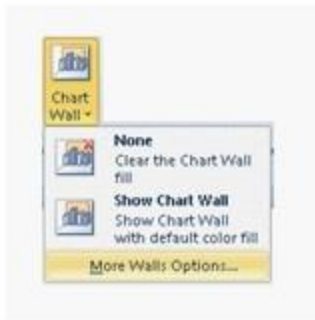 Chart
Wall
None
Clear the Chart Wall
fill
Show Chart Wall
Show Chart Wall
with default color fill
More Walls Options...